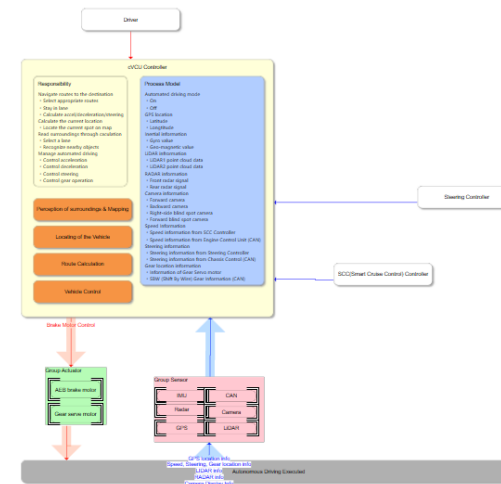 Driver
cVCU Controller
Responsibility
Navigate routes to the destination
- Select appropriate routes
- Stay in lane
- Calculate accel/deceleration/steering
Calculate the current location
- Locate the current spot on map
Read surroundings through caculation
- Select a lane
- Recognize nearby objects
Manage automated driving
- Control acceleration
- Control deceleration
- Control steering
- Control gear operation
Perception of surroundings & Mapping
Locating of the Vehicle
Route Calculation
Vehicle Control
Process Model
Automated driving mode
- On
- Off
GPS location
- Latitude
- Longitude
Inertial information
- Gyro value
- Geo-magnetic value
LIDAR information
- LIDAR1 point cloud data
- LIDAR2 point cloud data
RADAR information
- Front radar signal
- Rear radar signal
Camera information
- Forward camera
- Backward camera
- Right-side blind spot camera
- Forward blind spot camera
Speed information
- Speed information from SCC Controller
- Speed information from Engine Control Unit (CAN)
Steering information
- Steering information from Steering Controller
- Steering information from Chassis Control (CAN)
Gear location information
- Information of Gear Servo motor
- SBW (Shift by Wire) Gear information (CAN)
Steering Controller
SCC(Smart Cruise Control) Controller
Brake Motor Control
Group Actuator
AEB brake motor
Gear servo motor
Group Sensor
IMU
CAN
Radar
Camera
GPS
LiDAR
GPS location info
Speed, Steering, Gear location info
LIDAR info
RADAR info
Autonomous Driving Executed